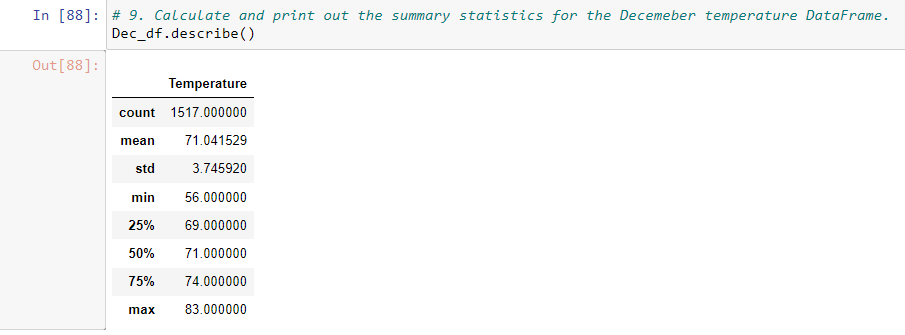 In [88]: # 9. Calculate and print out the summary statistics for the Decemeber temperature DataFrame.
Dec_df.describe()
Out[88]:
Temperature
count 1517.000000
mean 71.041529
std 3.745920
min 56.000000
25% 69.000000
50% 71.000000
75% 74.000000
max 83.000000